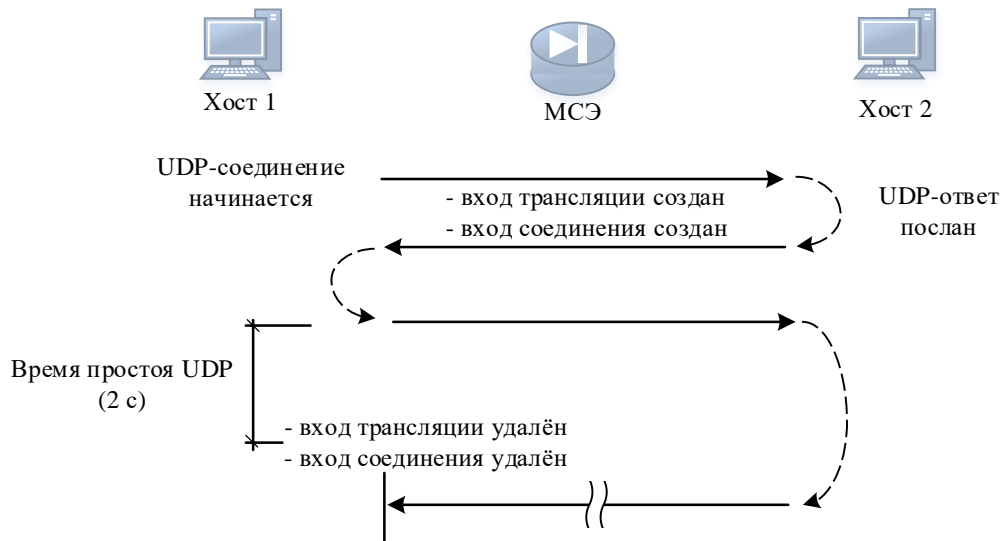 Хост 1
МСЭ
Хост 2
UDP-соединение
начинается
- вход трансляции создан
- вход соединения создан
UDP-ответ
послан
Время простоя UDP
(2 с)
- вход трансляции удалён
- вход соединения удалён